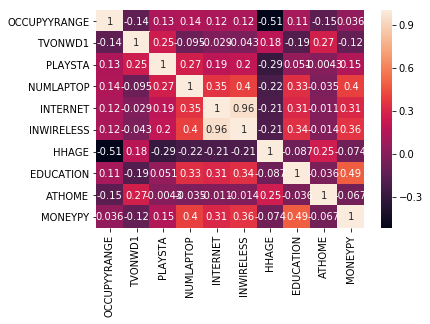 OCCUPYYRANGE 1 -0.14 0.13 0.14 0.12 0.12 -0.51 0.11 -0.15 0.036
TVONWD1 -0.14 1 0.25 -0.095 -0.029 -0.043 0.18 -0.19 0.27 -0.12
PLAYSTA 0.13 0.25 1 0.27 0.19 0.2 -0.29 0.051 -0.0043 0.15
NUMLAPTOP 0.14 -0.095 0.27 1 0.35 0.4 -0.22 0.33 -0.035 0.4
INTERNET 0.12 -0.029 0.19 0.35 1 0.96 -0.21 0.31 -0.011 0.31
INWIRELESS 0.12 -0.043 0.2 0.4 0.96 1 -0.21 0.34 -0.014 0.36
HHAGE -0.51 0.18 -0.29 -0.22 -0.21 -0.21 1 -0.087 0.25 -0.074
EDUCATION 0.11 -0.19 0.051 0.33 0.31 0.34 -0.087 1 -0.036 0.49
ATHOME -0.15 0.27 -0.0043 -0.035 -0.011 -0.014 0.25 -0.036 1 -0.067
MONEYPY 0.036 -0.12 0.15 0.4 0.31 0.36 -0.074 0.49 -0.067 1
OCCUPYYRANGE
TVONWD1
PLAYSTA
NUMLAPTOP
INTERNET
INWIRELESS
HHAGE
EDUCATION
ATHOME
MONEYPY
0.9
0.6
0.3
0.0
−0.3